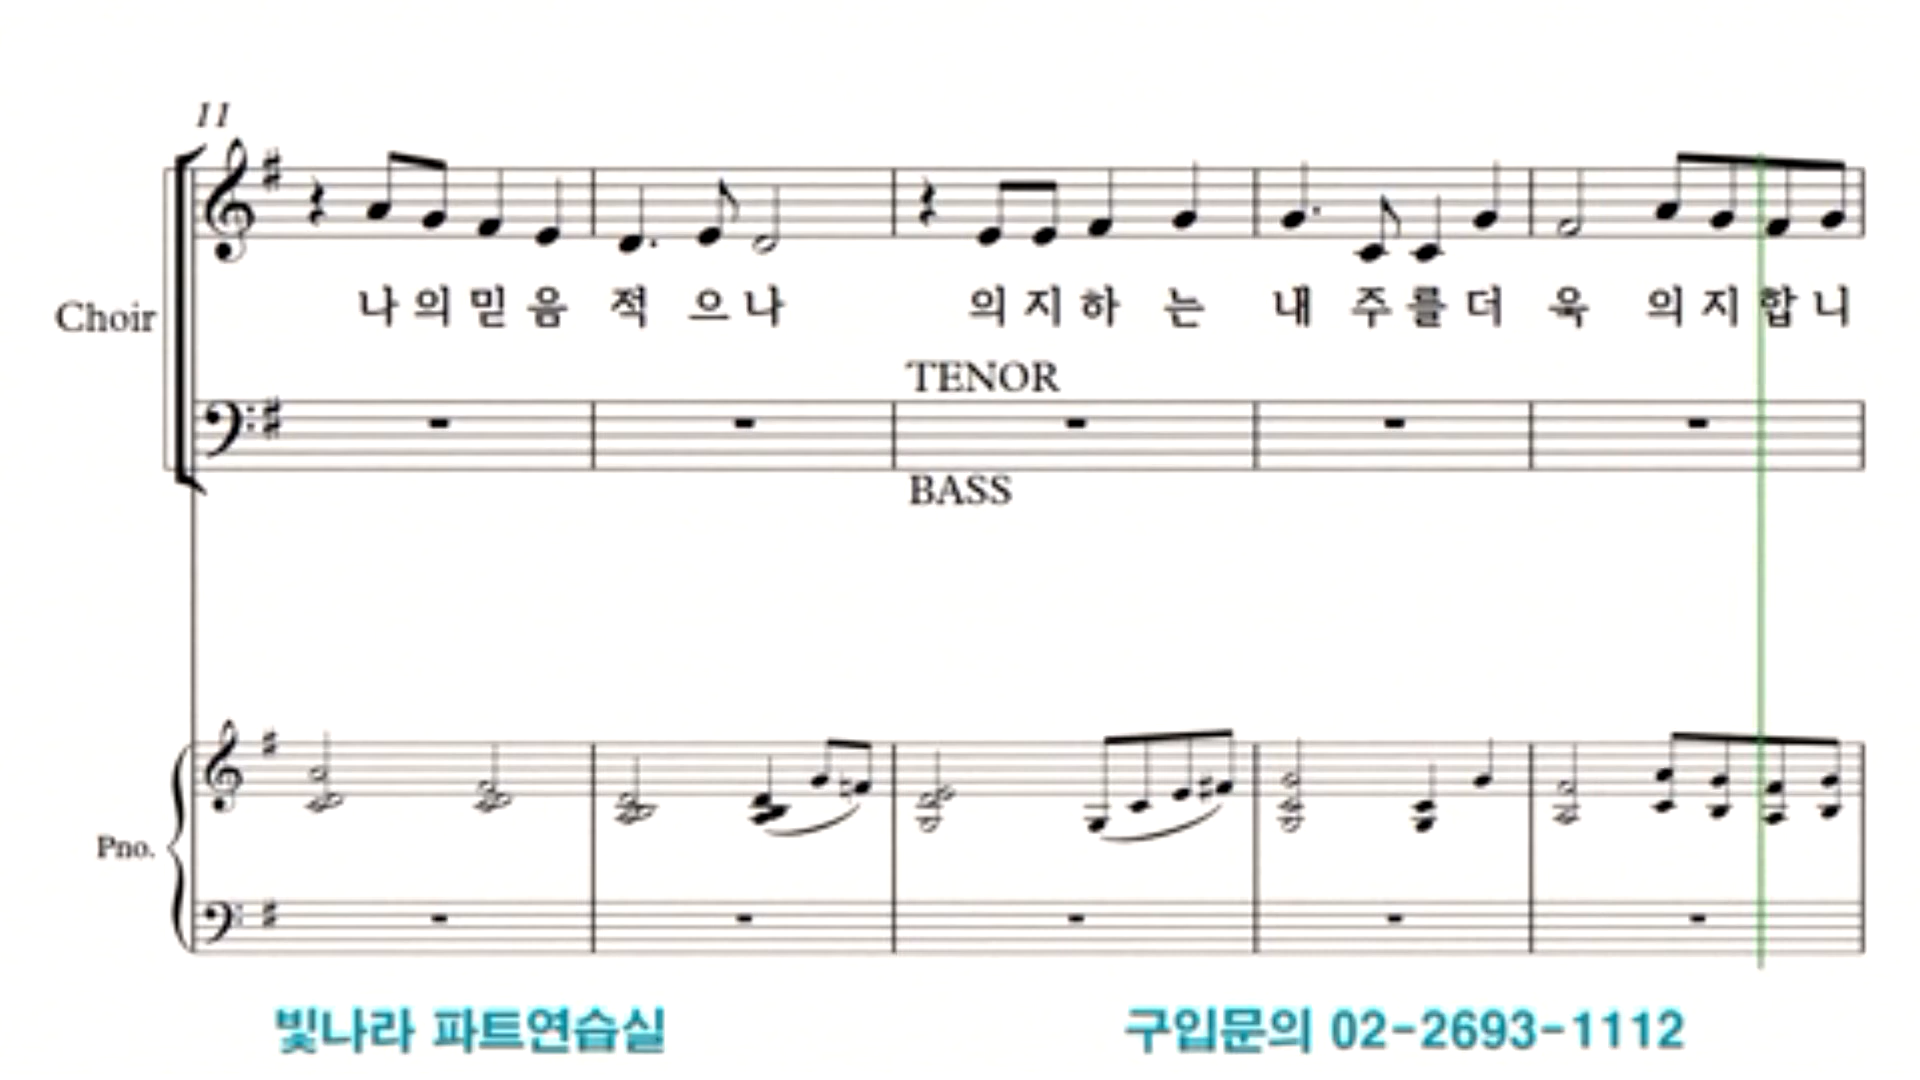 11
Choir
나의믿음 적 으나 의지하 는 내 주를더 욱 의지합니
TENOR
BASS
Pno.
빛나라 파트연습실 구입문의 02-2693-1112